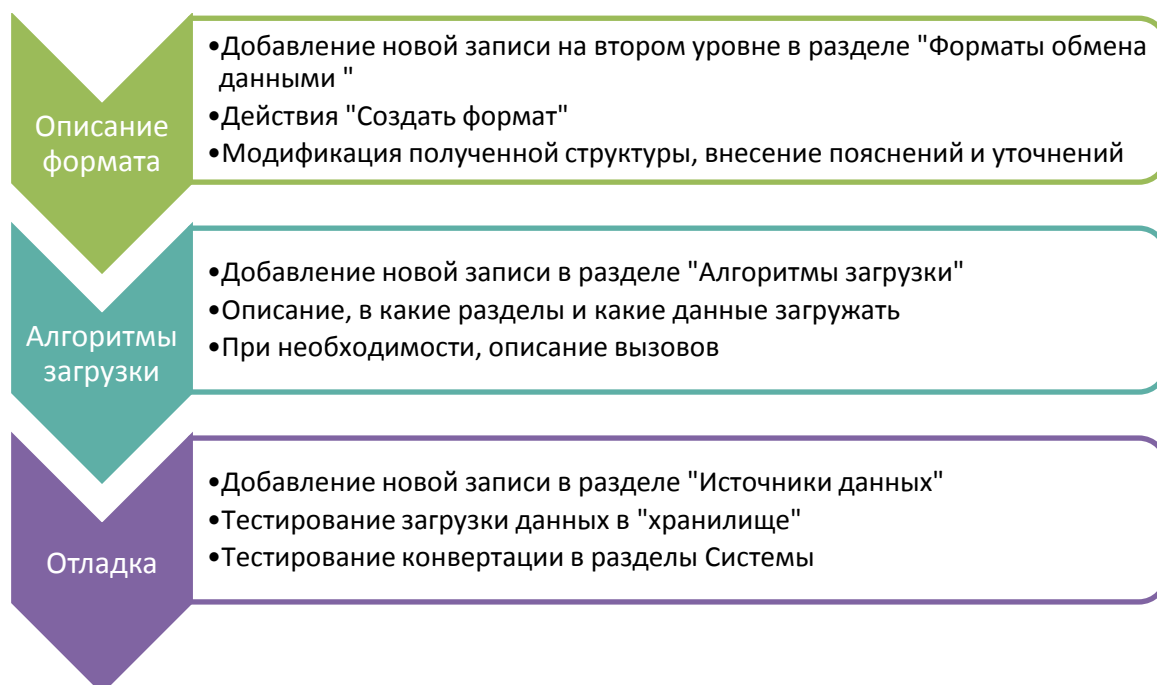 Описание
формата
•Добавление новой записи на втором уровне в разделе "Форматы обмена
данными "
•Действия "Создать формат"
•Модификация полученной структуры, внесение пояснений и уточнений
Алгоритмы
загрузки
•Добавление новой записи в разделе "Алгоритмы загрузки"
•Описание, в какие разделы и какие данные загружать
•При необходимости, описание вызовов
Отладка
•Добавление новой записи в разделе "Источники данных"
•Тестирование загрузки данных в "хранилище"
•Тестирование конвертации в разделы Системы